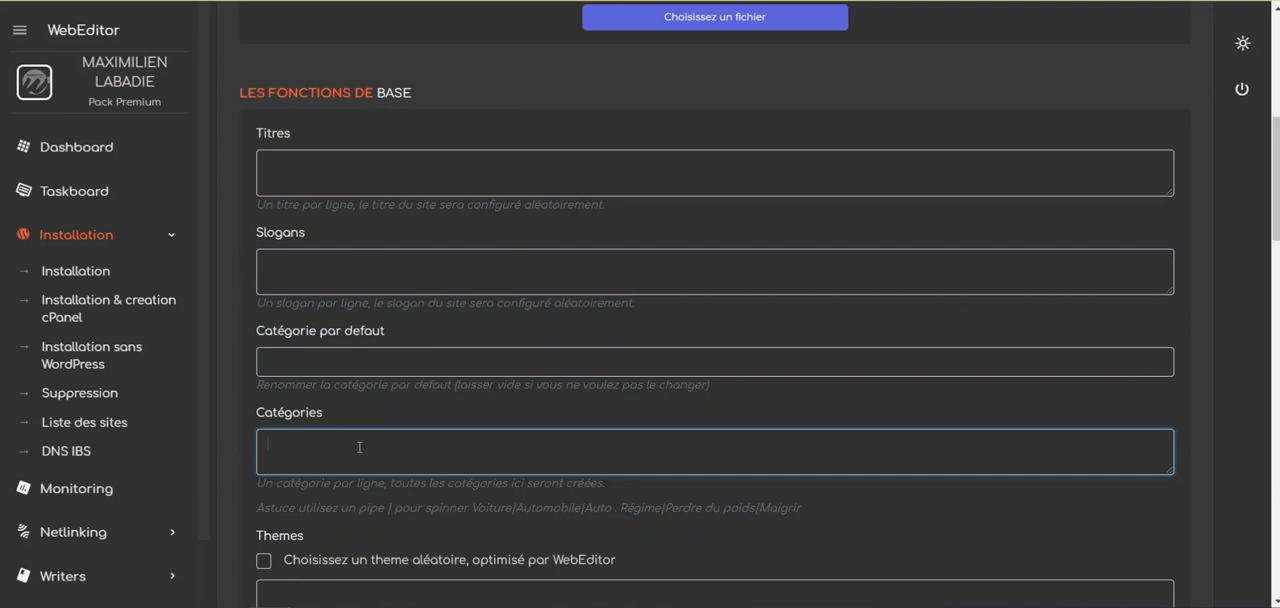 WebEditor
MAXIMILIEN
LABADIE
Pack Premium
Dashboard
Taskboard
Installation
Installation
Installation & creation
cPanel
Installation sans
WordPress
Suppression
Liste des sites
DNS IBS
Monitoring
Netlinking
Writers
Choisissez un fichier
LES FONCTIONS DE BASE
Titres
Un titre par ligne, le titre du site sera configuré aléatoirement.
Slogans
Un slogan par ligne, le slogan du site sera configuré aléatoirement.
Catégorie par defaut
Renommer la catégorie par defaut (laisser vide si vous ne voulez pas le changer)
Catégories
Un catégorie par ligne, toutes les catégories ici seront créées.
Astuce utilisez un pipe | pour spinner Voiture|Automobile|Auto . Régime|Perdre du poids|Maigrir
Themes
Choisissez un theme aléatoire, optimisé par WebEditor